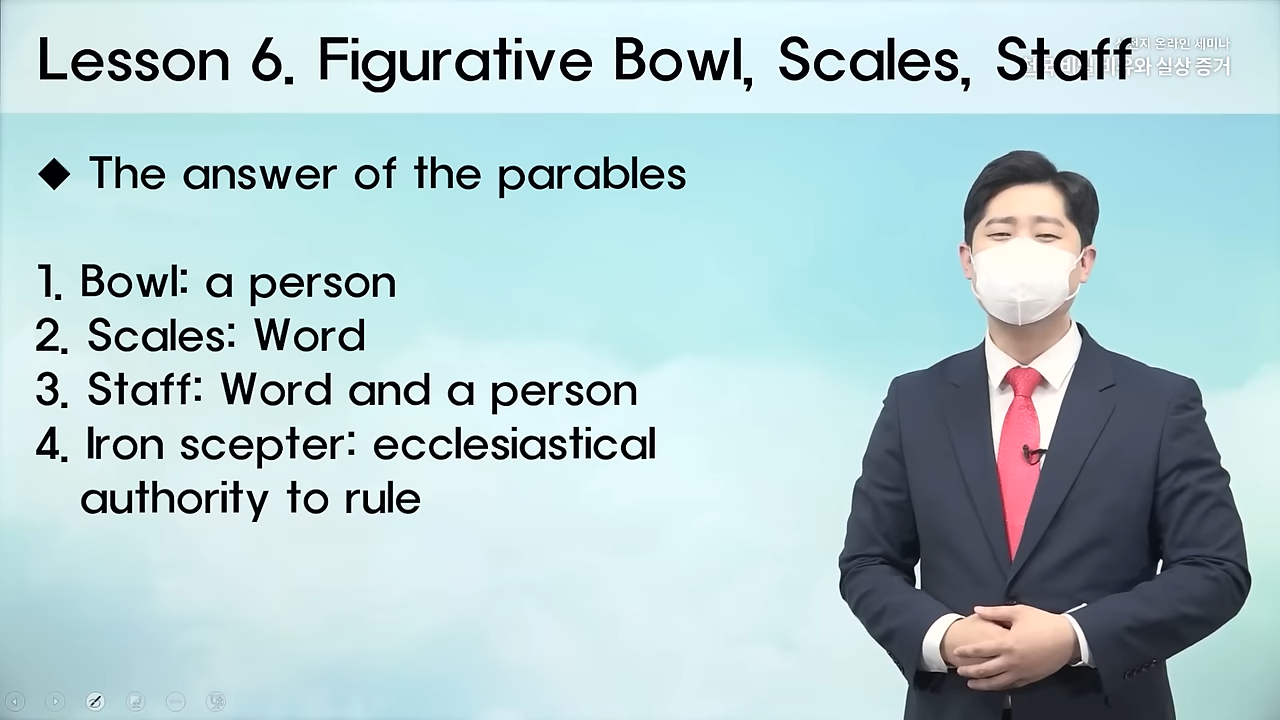 Lesson 6. Figurative Bowl, Scales, Staff
온라인 세미나
실상 증거
◆ The answer of the parables
1. Bowl: a person
2. Scales: Word
3. Staff: Word and a person
4. Iron scepter: ecclesiastical
authority to rule